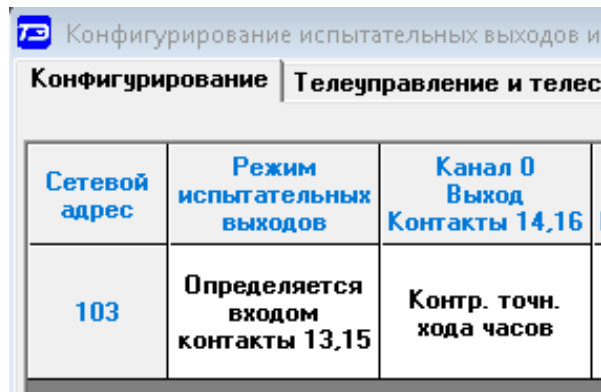 ТЭ Конфигурирование испытательных выходов и
Конфигурирование Телеуправление и телес
Сетевой
адрес
Режим
испытательных
выходов
Канал 0
Выход
Контакты 14,16
103
Определяется
входом
контакты 13,15
Контр. точн.
хода часов